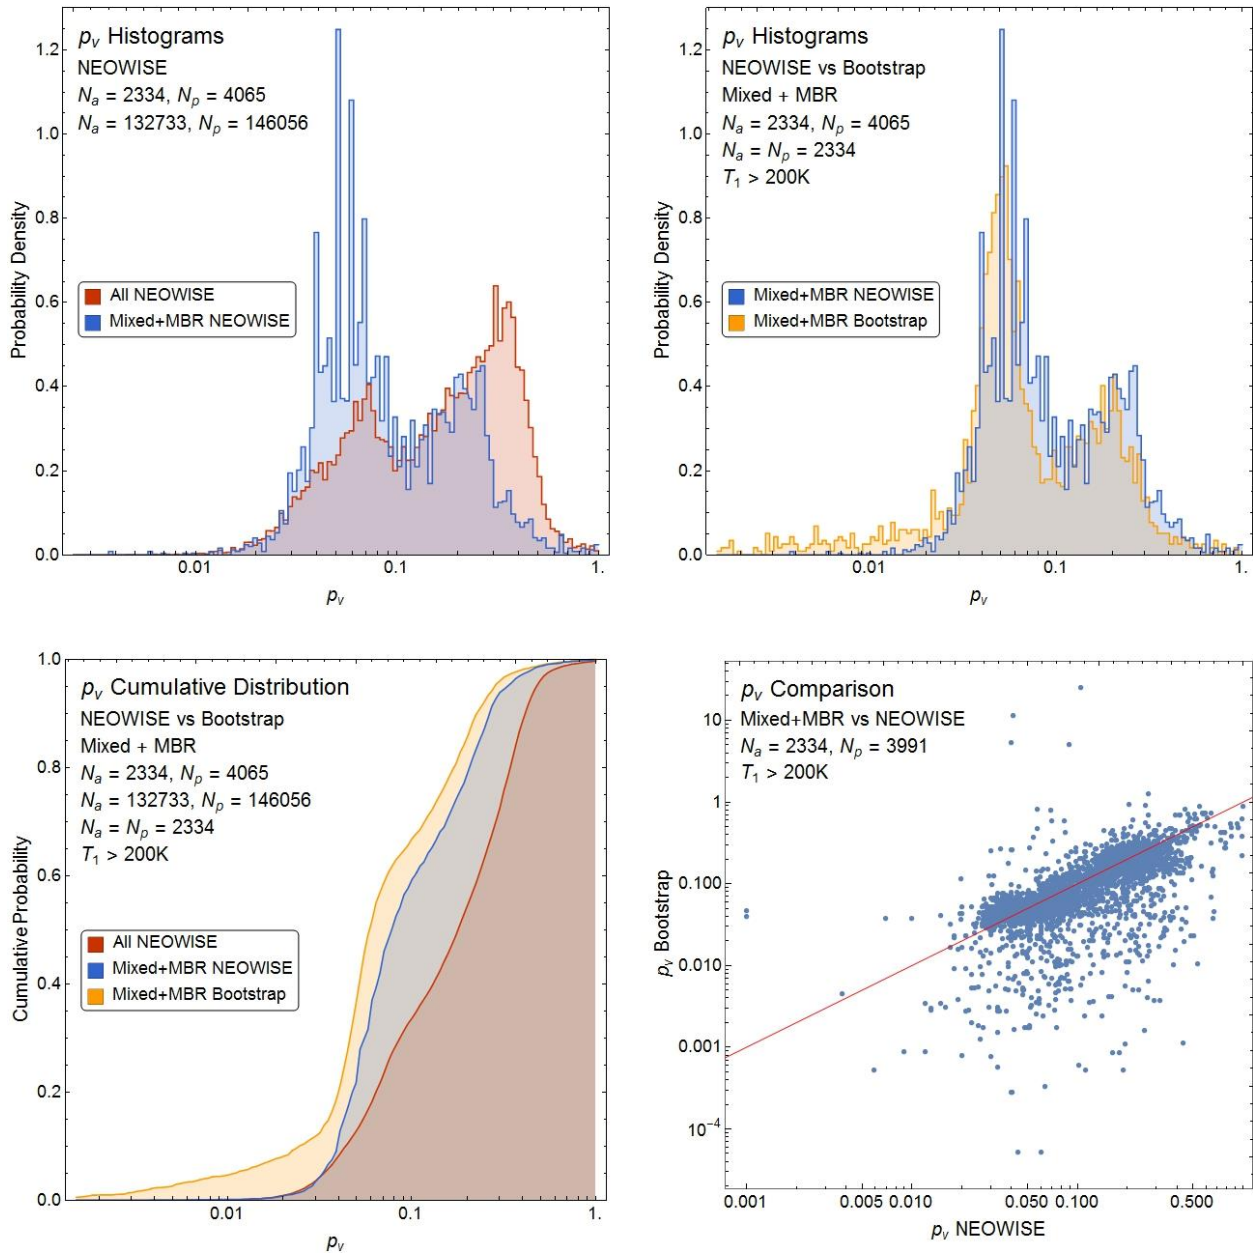 p_v Histograms
NEOWISE
N_a = 2334, N_p = 4065
N_a = 132733, N_p = 146056
All NEOWISE
Mixed+MBR NEOWISE
Probability Density
1.2
1.0
0.8
0.6
0.4
0.2
0.0
0.01 0.1 1.
p_v
p_v Histograms
NEOWISE vs Bootstrap
Mixed + MBR
N_a = 2334, N_p = 4065
N_a = N_p = 2334
T_1 > 200K
Mixed+MBR NEOWISE
Mixed+MBR Bootstrap
Probability Density
1.2
1.0
0.8
0.6
0.4
0.2
0.0
0.01 0.1 1.
p_v
p_v Cumulative Distribution
NEOWISE vs Bootstrap
Mixed + MBR
N_a = 2334, N_p = 4065
N_a = 132733, N_p = 146056
N_a = N_p = 2334
T_1 > 200K
All NEOWISE
Mixed+MBR NEOWISE
Mixed+MBR Bootstrap
Cumulative Probability
1.0
0.8
0.6
0.4
0.2
0.0
0.01 0.1 1.
p_v
p_v Comparison
Mixed+MBR vs NEOWISE
N_a = 2334, N_p = 3991
T_1 > 200K
p_v Bootstrap
10
1
0.100
0.010
0.001
10^-4
0.001 0.005 0.010 0.050 0.100 0.500
p_v NEOWISE